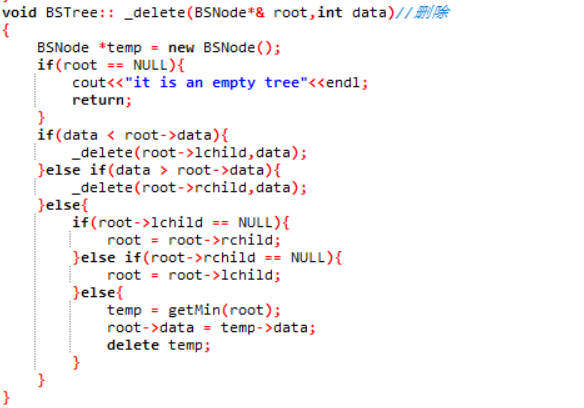 void BSTree:: _delete(BSNode*& root,int data)//删除
{
BSNode *temp = new BSNode();
if(root == NULL){
cout<<"it is an empty tree"<<endl;
return;
}
if(data < root->data){
_delete(root->lchild,data);
}else if(data > root->data){
_delete(root->rchild,data);
}else{
if(root->lchild == NULL){
root = root->rchild;
}else if(root->rchild == NULL){
root = root->lchild;
}else{
temp = getMin(root);
root->data = temp->data;
delete temp;
}
}
}